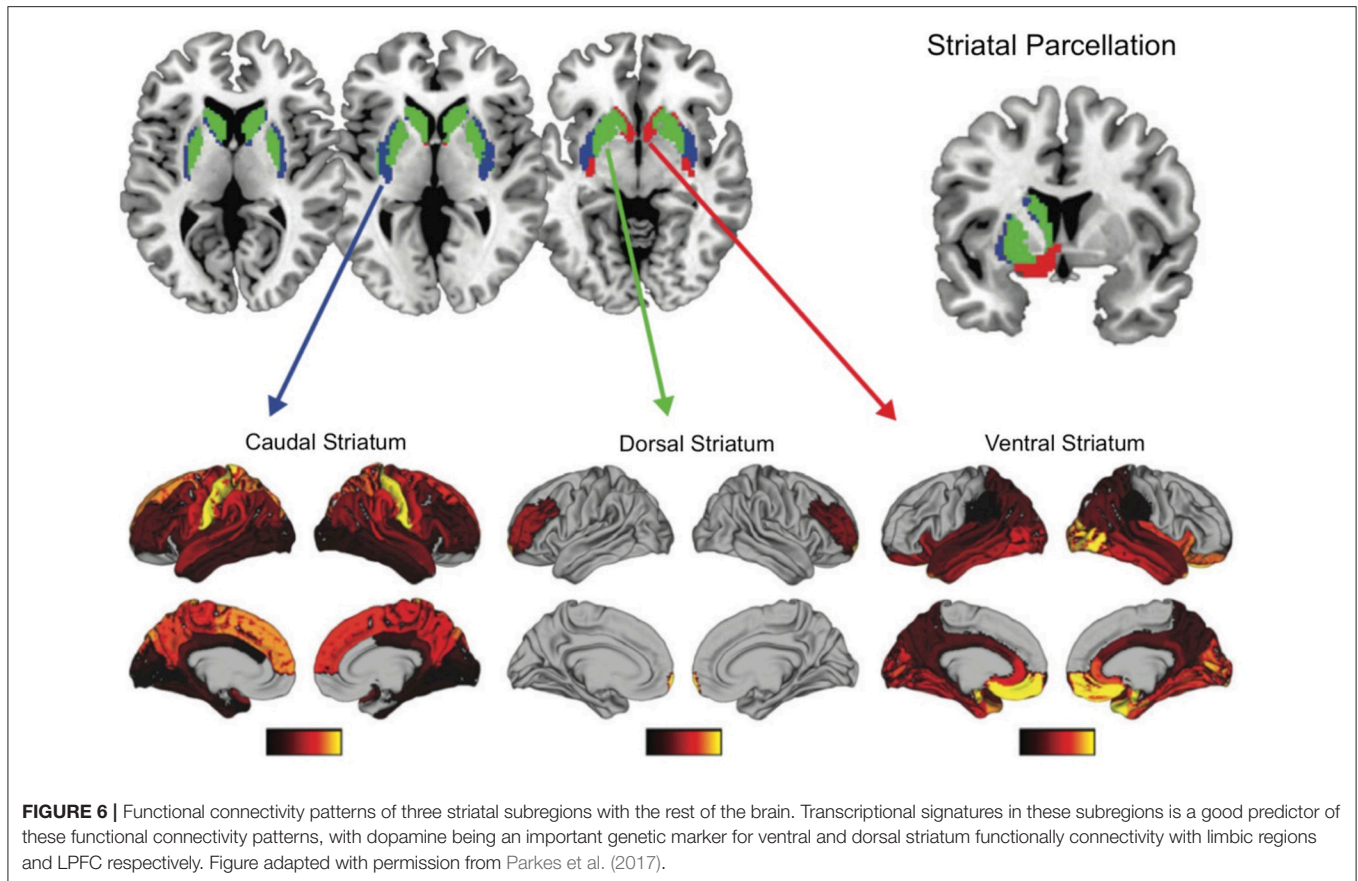 Striatal Parcellation
Caudal Striatum
Dorsal Striatum
Ventral Striatum
FIGURE 6 | Functional connectivity patterns of three striatal subregions with the rest of the brain. Transcriptional signatures in these subregions is a good predictor of
these functional connectivity patterns, with dopamine being an important genetic marker for ventral and dorsal striatum functionally connectivity with limbic regions
and LPFC respectively. Figure adapted with permission from Parkes et al. (2017).